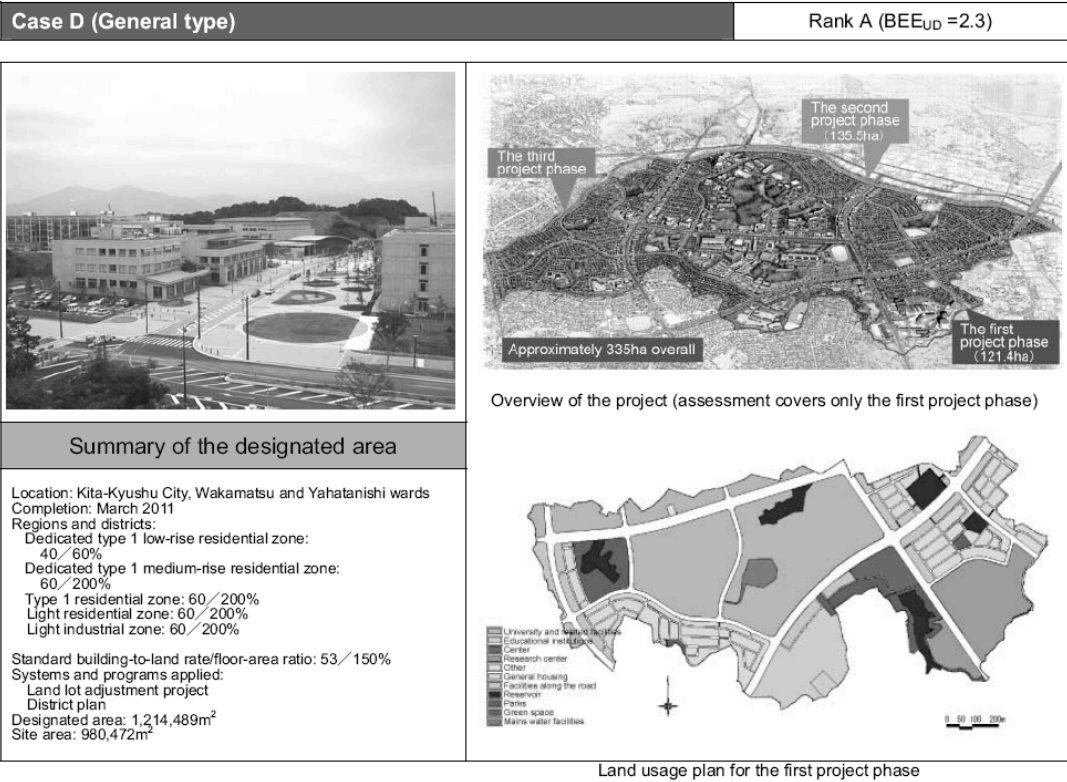 Case D (General type)
Rank A (BEEUD =2.3)
The second
project phase
(135.5ha)
The third
project phase
The first
project phase
(121.4ha)
Approximately 335ha overall
Overview of the project (assessment covers only the first project phase)
Summary of the designated area
Location: Kita-Kyushu City, Wakamatsu and Yahatanishi wards
Completion: March 2011
Regions and districts:
Dedicated type 1 low-rise residential zone:
40／60%
Dedicated type 1 medium-rise residential zone:
60／200%
Type 1 residential zone: 60／200%
Light residential zone: 60／200%
Light industrial zone: 60／200%
Standard building-to-land rate/floor-area ratio: 53／150%
Systems and programs applied:
Land lot adjustment project
District plan
Designated area: 1,214,489m2
Site area: 980,472m2
University and related facilities
Educational institutions
Center
Research center
Other
General housing
Facilities along the road
Reservoir
Parks
Green space
Mains water facilities
0 50 100 200m
Land usage plan for the first project phase